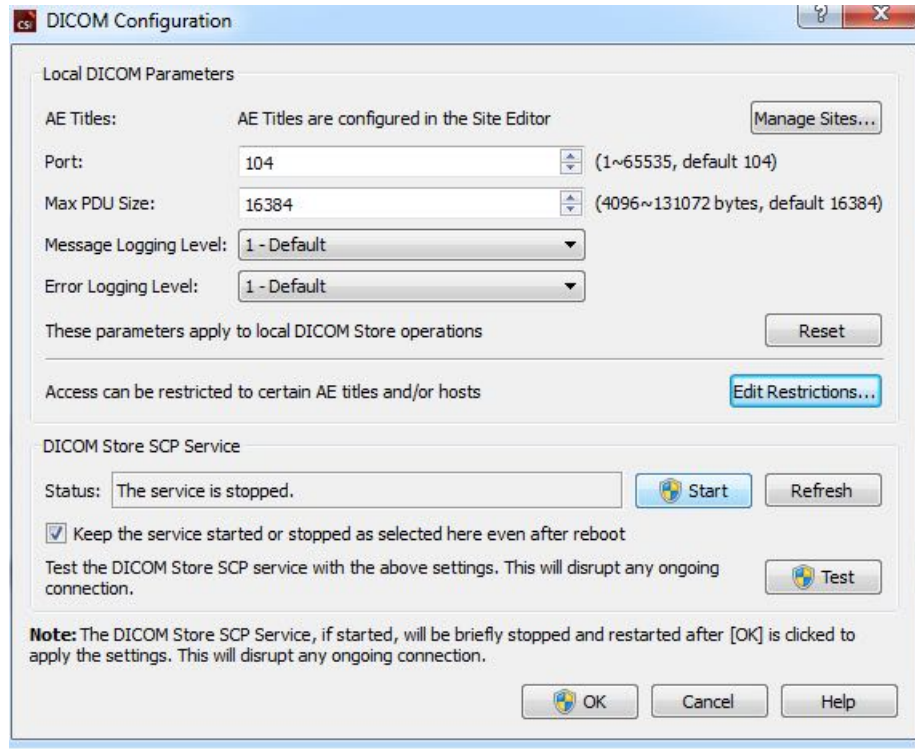 CSi DICOM Configuration
Local DICOM Parameters
AE Titles: AE Titles are configured in the Site Editor Manage Sites...
Port: 104 (1~65535, default 104)
Max PDU Size: 16384 (4096~131072 bytes, default 16384)
Message Logging Level: 1 - Default
Error Logging Level: 1 - Default
These parameters apply to local DICOM Store operations Reset
Access can be restricted to certain AE titles and/or hosts Edit Restrictions...
DICOM Store SCP Service
Status: The service is stopped. Start Refresh
Keep the service started or stopped as selected here even after reboot
Test the DICOM Store SCP service with the above settings. This will disrupt any ongoing
connection. Test
Note: The DICOM Store SCP Service, if started, will be briefly stopped and restarted after [OK] is clicked to
apply the settings. This will disrupt any ongoing connection.
OK Cancel Help